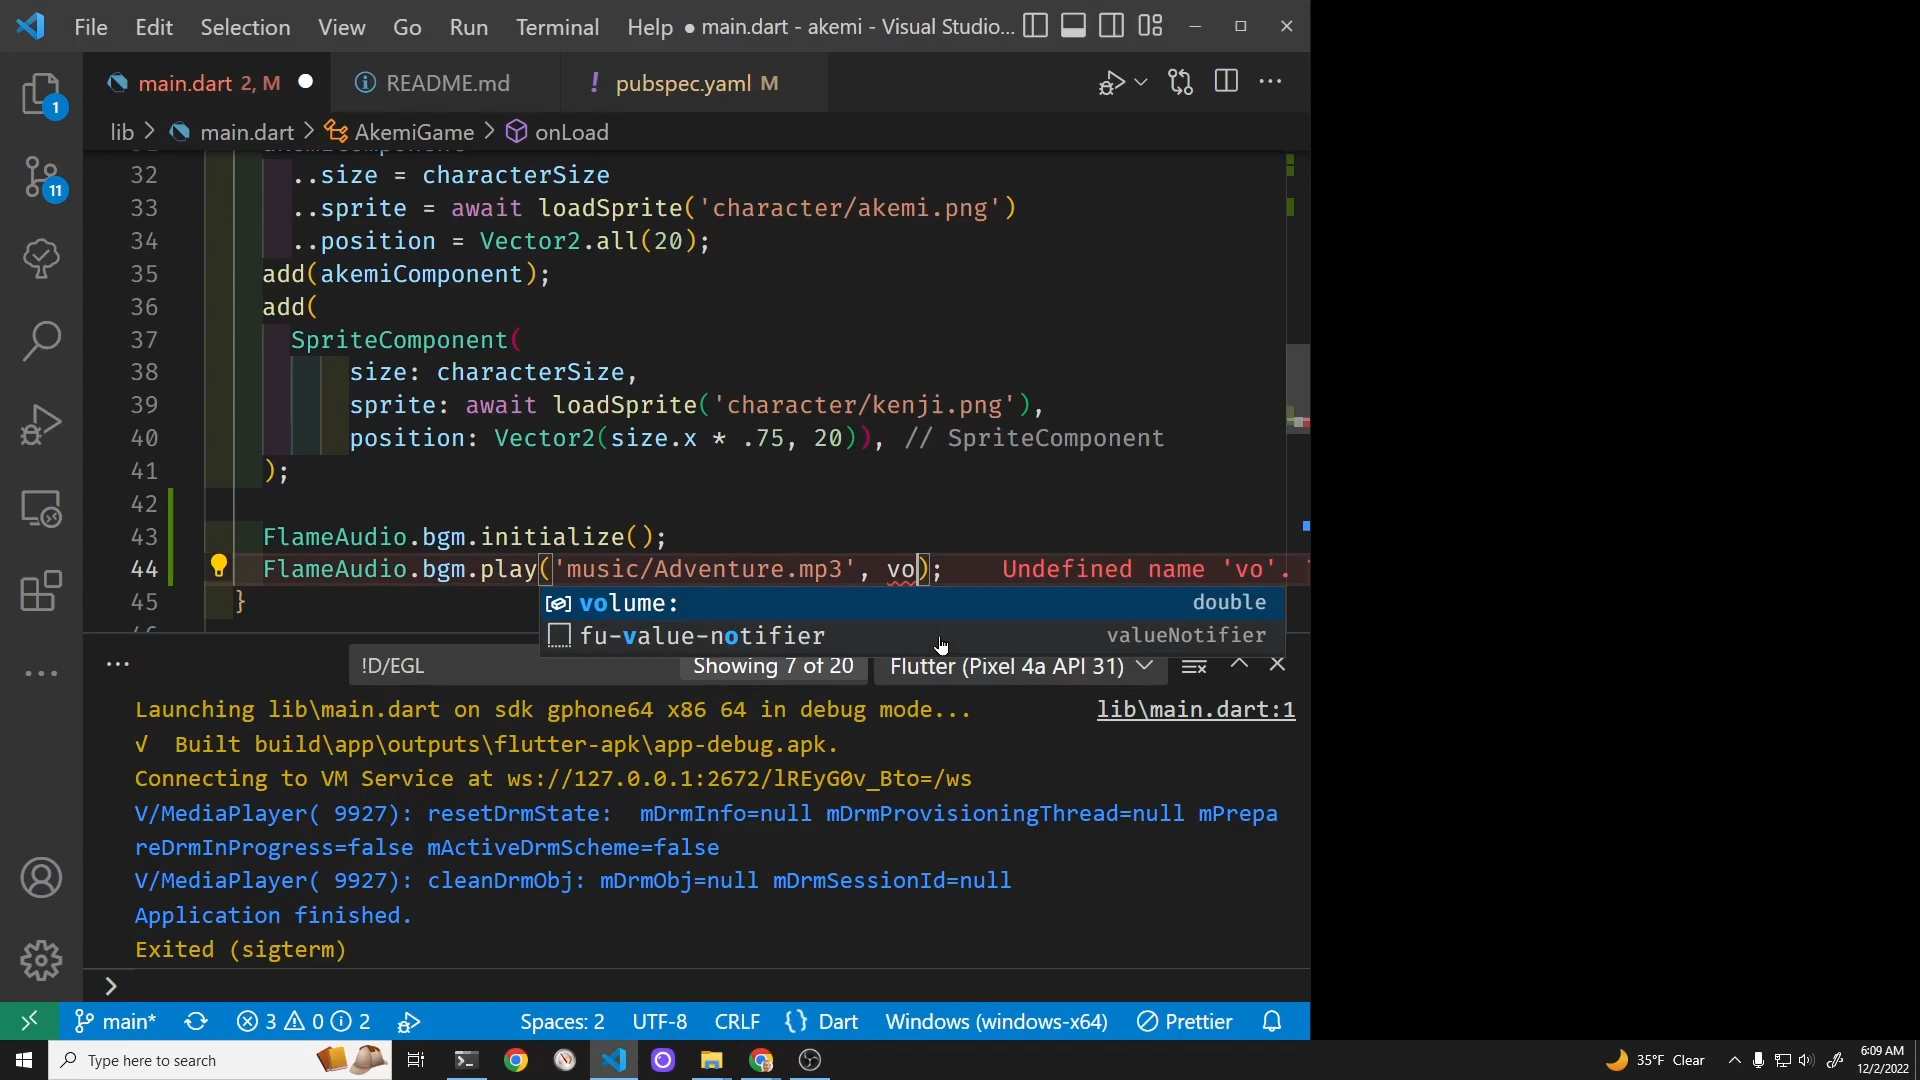 File Edit Selection View Go Run Terminal Help ● main.dart - akemi - Visual Studio...
main.dart 2, M README.md pubspec.yaml M
lib > main.dart > AkemiGame > onLoad
32 ..size = characterSize
33 ..sprite = await loadSprite('character/akemi.png')
34 ..position = Vector2.all(20);
35 add(akemiComponent);
36 add(
37 SpriteComponent(
38 size: characterSize,
39 sprite: await loadSprite('character/kenji.png'),
40 position: Vector2(size.x * .75, 20)), // SpriteComponent
41 );
42
43 FlameAudio.bgm.initialize();
44 FlameAudio.bgm.play('music/Adventure.mp3', vo); Undefined name 'vo'.
45 }
volume: double
fu-value-notifier valueNotifier
!D/EGL Showing 7 of 20 Flutter (Pixel 4a API 31)
Launching lib\main.dart on sdk gphone64 x86 64 in debug mode... lib\main.dart:1
√ Built build\app\outputs\flutter-apk\app-debug.apk.
Connecting to VM Service at ws://127.0.0.1:2672/lREyG0v_Bto=/ws
V/MediaPlayer( 9927): resetDrmState: mDrmInfo=null mDrmProvisioningThread=null mPrepa
reDrmInProgress=false mActiveDrmScheme=false
V/MediaPlayer( 9927): cleanDrmObj: mDrmObj=null mDrmSessionId=null
Application finished.
Exited (sigterm)
main* 3 0 2 Spaces: 2 UTF-8 CRLF {} Dart Windows (windows-x64) Prettier
Type here to search 35°F Clear 6:09 AM
12/2/2022
1
11